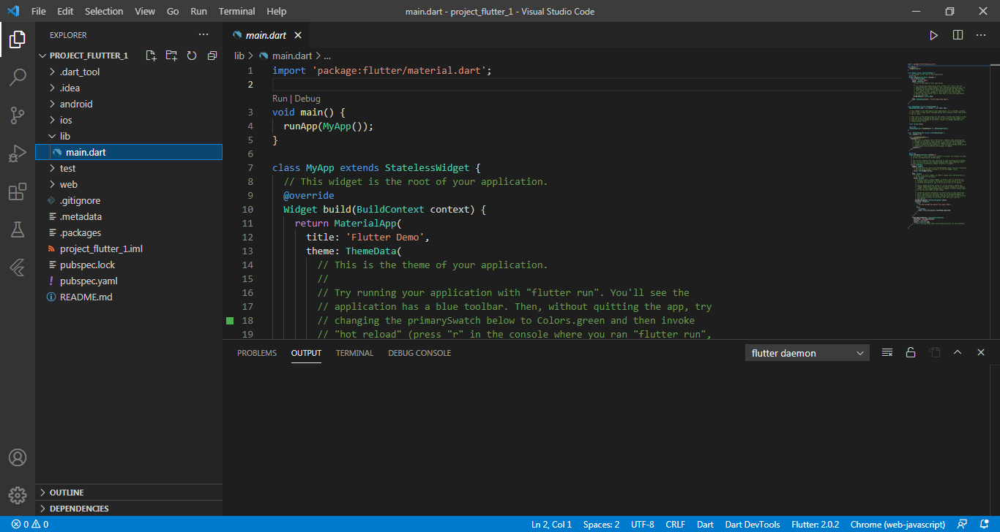 File Edit Selection View Go Run Terminal Help
main.dart - project_flutter_1 - Visual Studio Code
EXPLORER
PROJECT_FLUTTER_1
.dart_tool
.idea
android
ios
lib
main.dart
test
web
.gitignore
.metadata
.packages
project_flutter_1.iml
pubspec.lock
pubspec.yaml
README.md
OUTLINE
DEPENDENCIES
main.dart
lib > main.dart > ...
1 import 'package:flutter/material.dart';
2
Run | Debug
3 void main() {
4 runApp(MyApp());
5 }
6
7 class MyApp extends StatelessWidget {
8 // This widget is the root of your application.
9 @override
10 Widget build(BuildContext context) {
11 return MaterialApp(
12 title: 'Flutter Demo',
13 theme: ThemeData(
14 // This is the theme of your application.
15 //
16 // Try running your application with "flutter run". You'll see the
17 // application has a blue toolbar. Then, without quitting the app, try
18 // changing the primarySwatch below to Colors.green and then invoke
19 // "hot reload" (press "r" in the console where you ran "flutter run",
PROBLEMS OUTPUT TERMINAL DEBUG CONSOLE
flutter daemon
0 0
Ln 2, Col 1 Spaces: 2 UTF-8 CRLF Dart Dart DevTools Flutter: 2.0.2 Chrome (web-javascript)